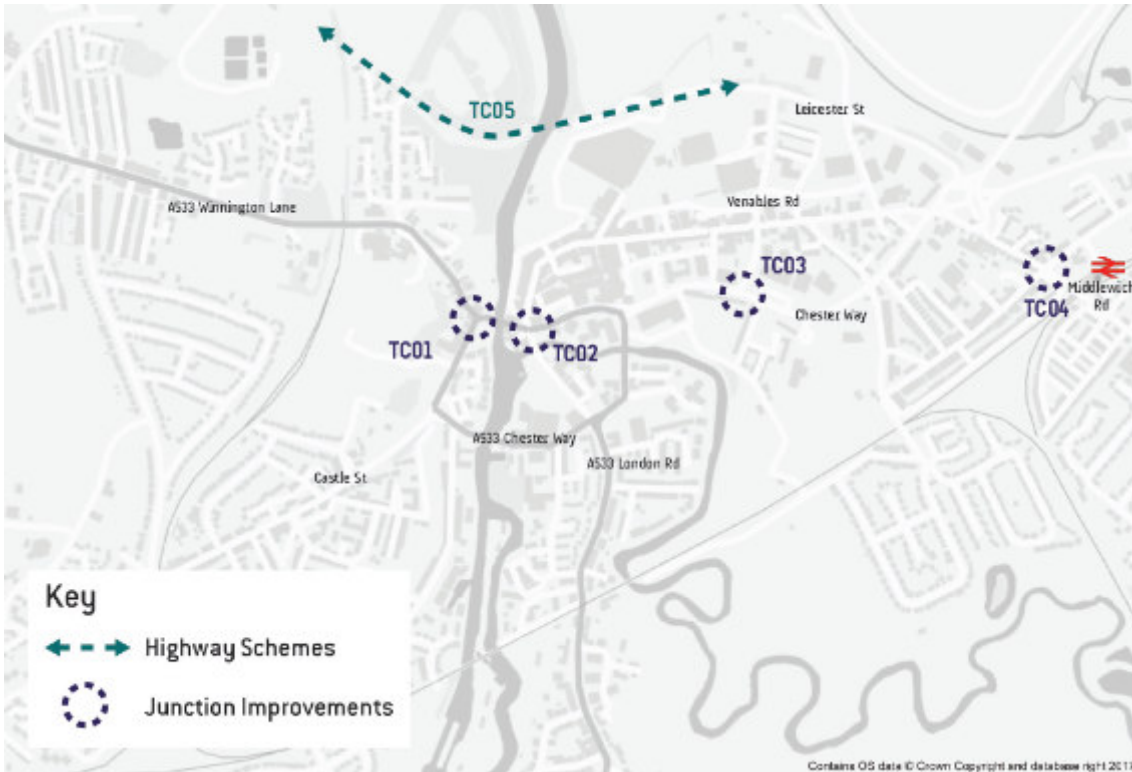 TC05
Leicester St
A533 Winnington Lane
Venables Rd
TC03
Middlewich
Rd
TC04
Chester Way
TC01
TC02
A533 Chester Way
A533 London Rd
Castle St
Key
Highway Schemes
Junction Improvements
Contains OS data © Crown Copyright and database right 2017